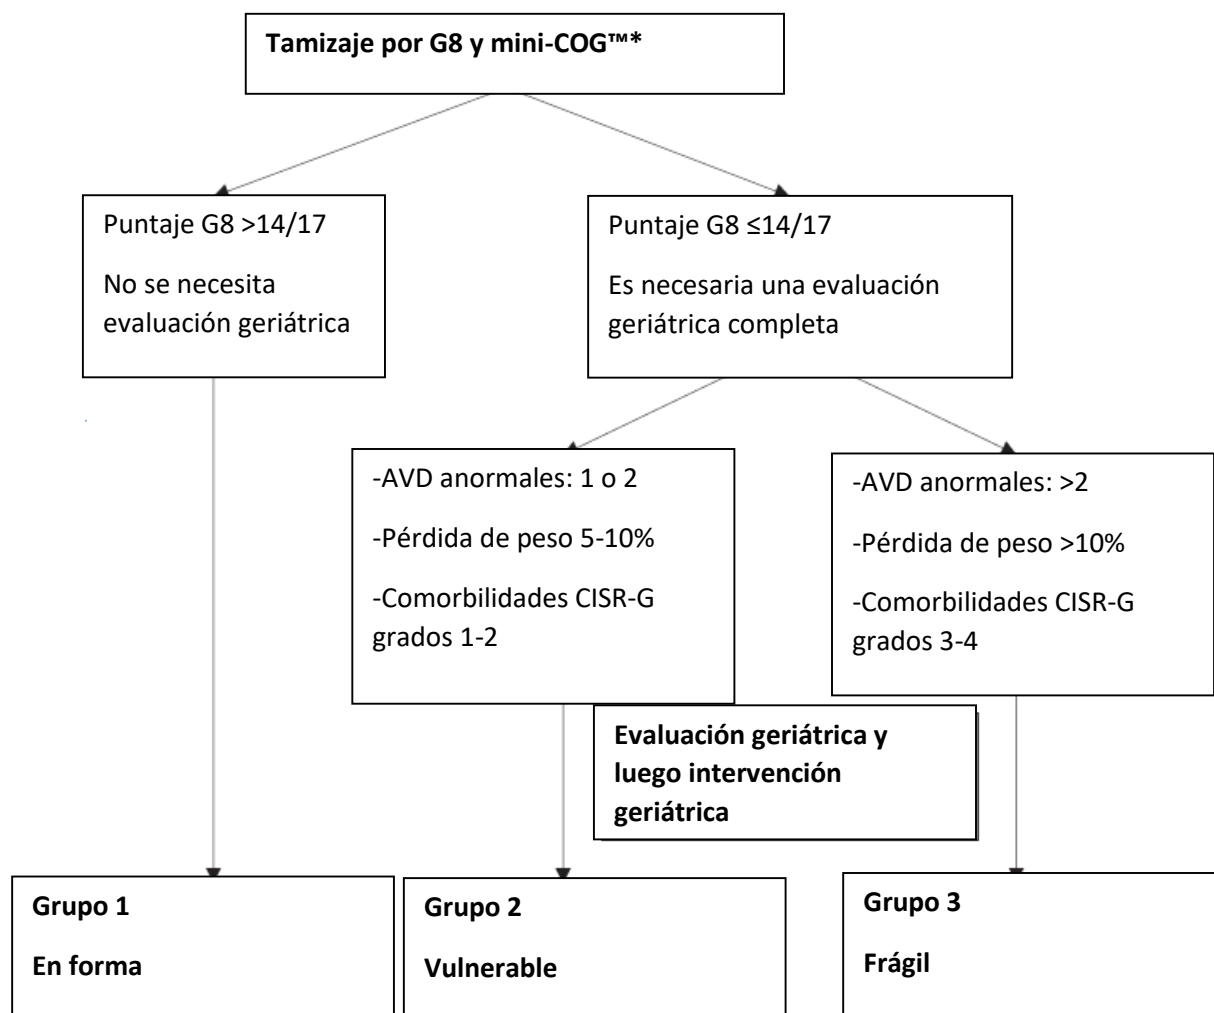 Tamizaje por G8 y mini-COG™*
Puntaje G8 >14/17
No se necesita
evaluación geriátrica
Puntaje G8 ≤14/17
Es necesaria una evaluación
geriátrica completa
-AVD anormales: 1 o 2
-Pérdida de peso 5-10%
-Comorbilidades CISR-G
grados 1-2
-AVD anormales: >2
-Pérdida de peso >10%
-Comorbilidades CISR-G
grados 3-4
Evaluación geriátrica y
luego intervención
geriátrica
Grupo 1
En forma
Grupo 2
Vulnerable
Grupo 3
Frágil